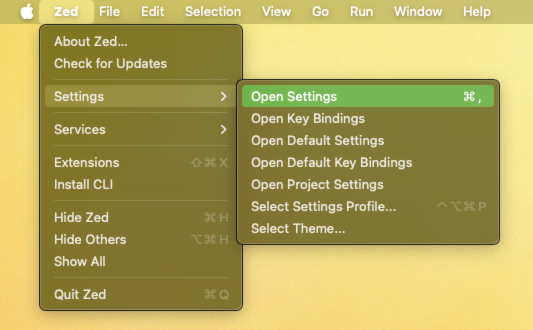 Zed File Edit Selection View Go Run Window Help
About Zed...
Check for Updates
Settings
Services
Extensions ⇧⌘X
Install CLI
Hide Zed ⌘H
Hide Others ⌥⌘H
Show All
Quit Zed ⌘Q
Open Settings ⌘,
Open Key Bindings
Open Default Settings
Open Default Key Bindings
Open Project Settings
Select Settings Profile... ^⌥⌘P
Select Theme...